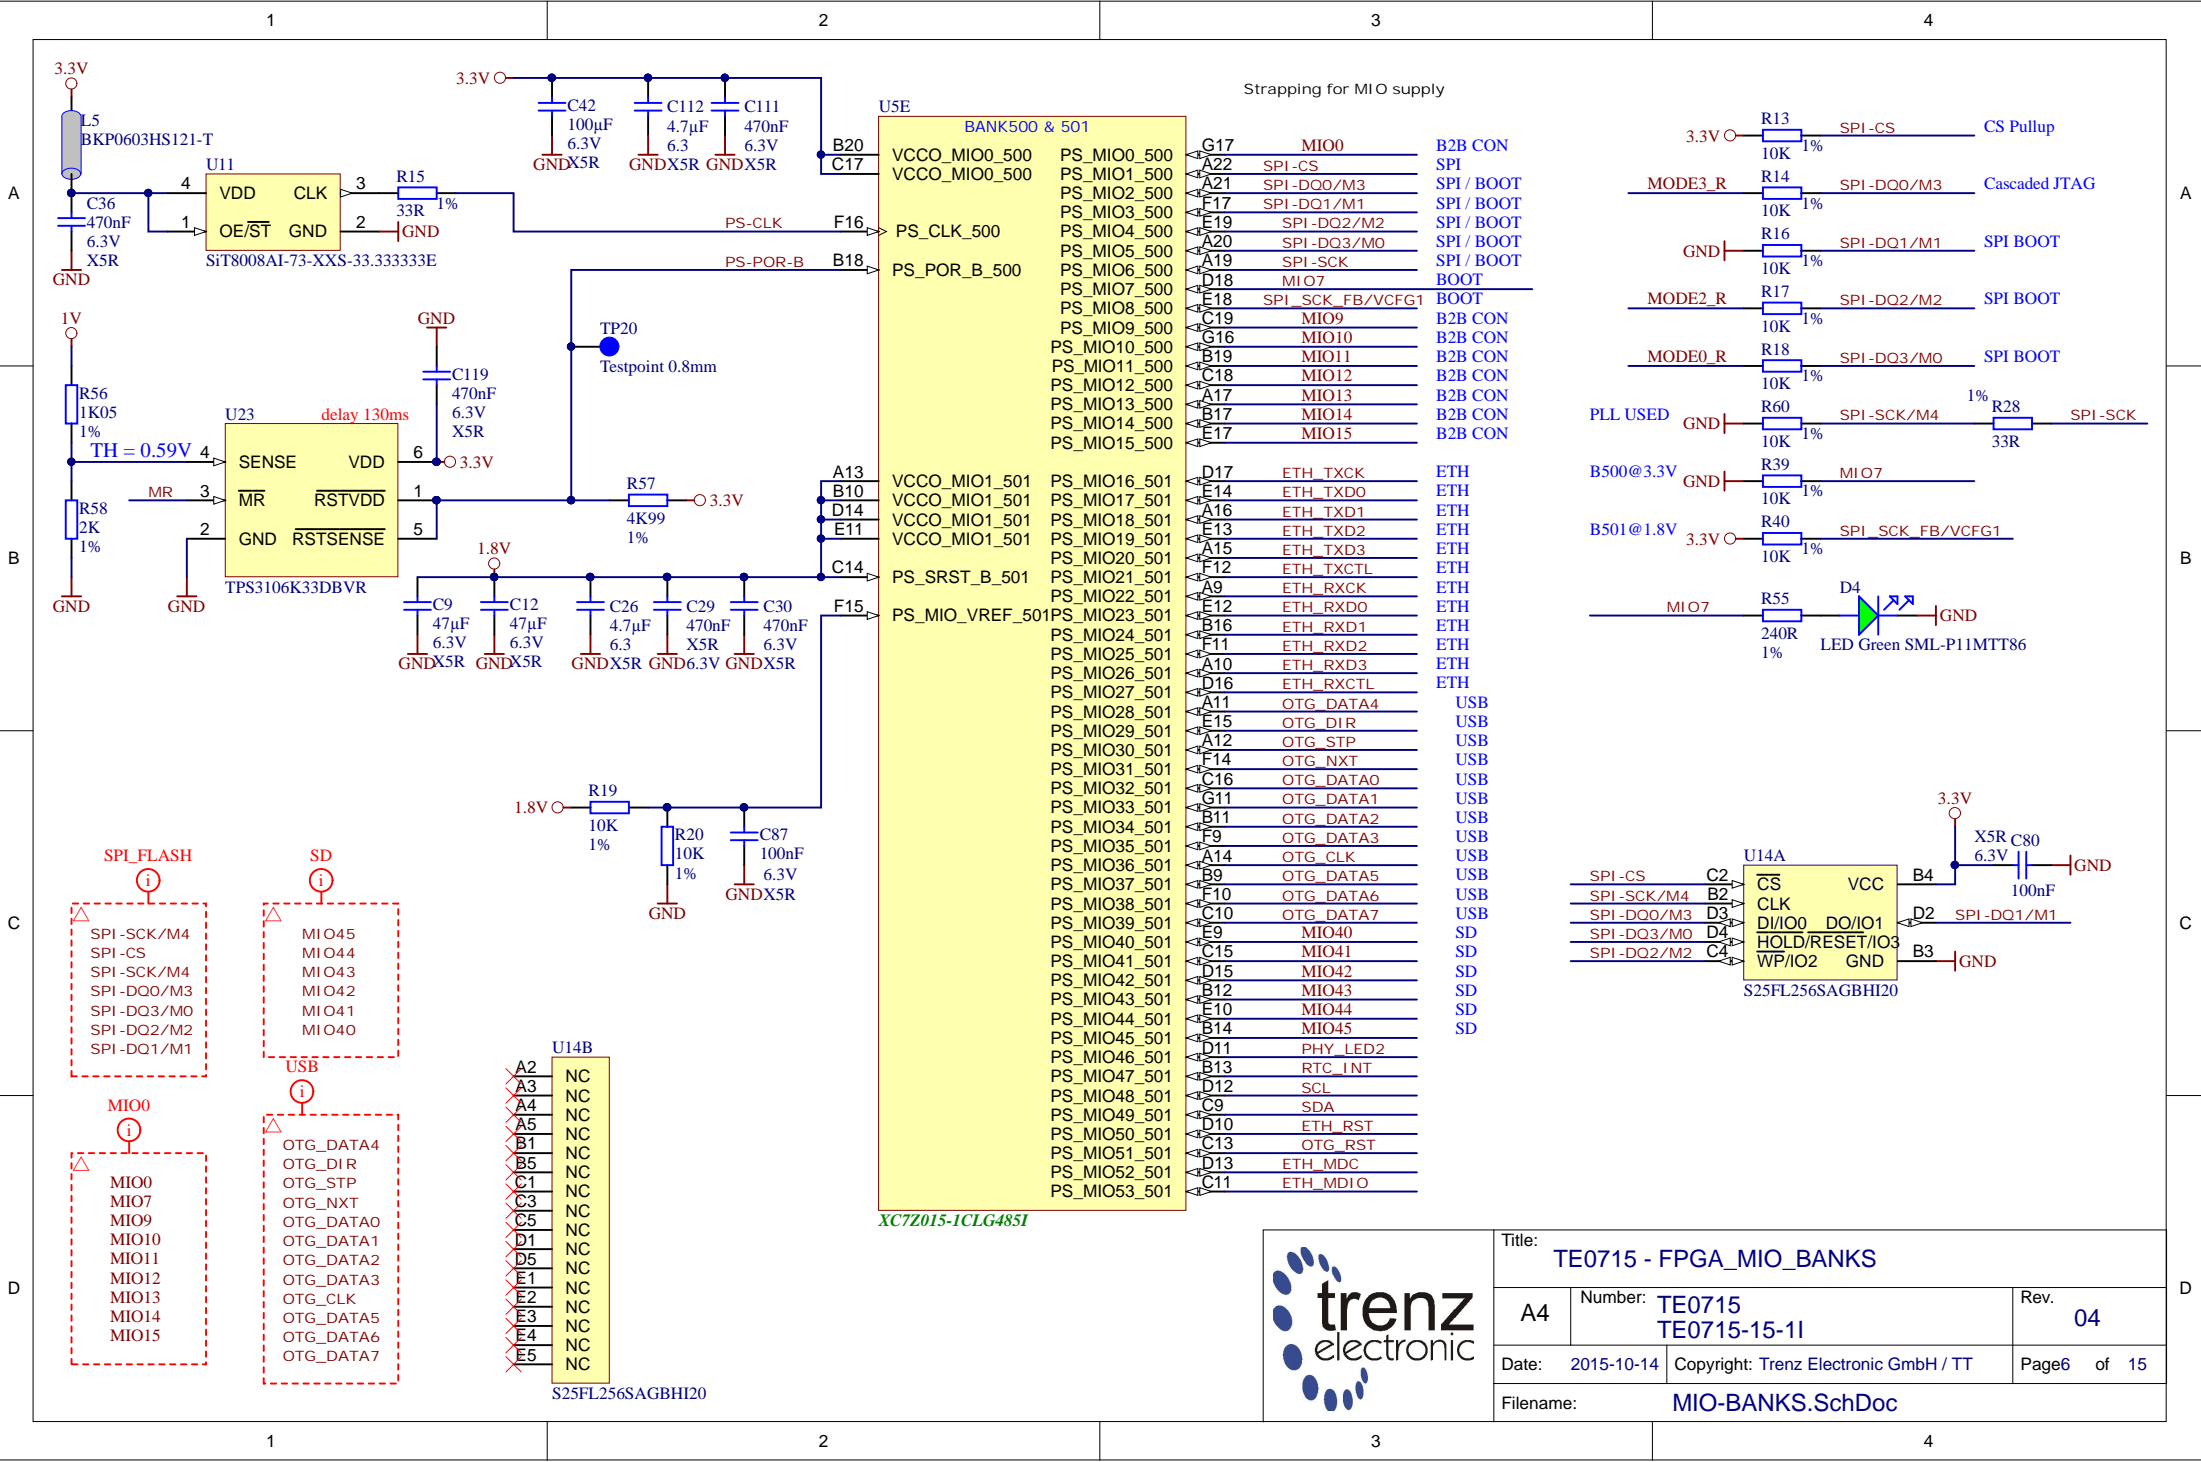 1 2 3 4
A A
B B
C C
D D
3.3V
L5
BKP0603HS121-T
C36
470nF
6.3V
X5R
GND
U11
4 VDD CLK 3
1 OE/ST GND 2 GND
SiT8008AI-73-XXS-33.333333E
R15
33R
1%
PS-CLK
PS-POR-B
3.3V
C42
100µF
6.3V
GND X5R
C112
4.7µF
6.3
GND X5R
C111
470nF
6.3V
GND X5R
1V
R56
1K05
1%
TH = 0.59V
MR
R58
2K
1%
GND
GND
U23
delay 130ms
4 SENSE VDD 6 3.3V
3 MR RSTVDD 1
2 GND RSTSENSE 5
TPS3106K33DBVR
GND
C119
470nF
6.3V
X5R
TP20
Testpoint 0.8mm
R57
4K99
1%
3.3V
1.8V
C9
47µF
6.3V
GND X5R
C12
47µF
6.3V
GND X5R
C26
4.7µF
6.3
GND X5R
C29
470nF
X5R
GND 6.3V
C30
470nF
6.3V
GND X5R
1.8V
R19
10K
1%
R20
10K
1%
GND
C87
100nF
6.3V
GND X5R
U5E
BANK500 & 501
B20 VCCO_MIO0_500
C17 VCCO_MIO0_500
F16 PS_CLK_500
B18 PS_POR_B_500
A13 VCCO_MIO1_501
B10 VCCO_MIO1_501
D14 VCCO_MIO1_501
E11 VCCO_MIO1_501
C14 PS_SRST_B_501
F15 PS_MIO_VREF_501
Strapping for MIO supply
PS_MIO0_500 G17 MIO0 B2B CON
PS_MIO1_500 A22 SPI-CS SPI
PS_MIO2_500 A21 SPI-DQ0/M3 SPI / BOOT
PS_MIO3_500 F17 SPI-DQ1/M1 SPI / BOOT
PS_MIO4_500 E19 SPI-DQ2/M2 SPI / BOOT
PS_MIO5_500 A20 SPI-DQ3/M0 SPI / BOOT
PS_MIO6_500 A19 SPI-SCK SPI / BOOT
PS_MIO7_500 D18 MIO7 BOOT
PS_MIO8_500 E18 SPI_SCK_FB/VCFG1 BOOT
PS_MIO9_500 C19 MIO9 B2B CON
PS_MIO10_500 G16 MIO10 B2B CON
PS_MIO11_500 B19 MIO11 B2B CON
PS_MIO12_500 C18 MIO12 B2B CON
PS_MIO13_500 A17 MIO13 B2B CON
PS_MIO14_500 B17 MIO14 B2B CON
PS_MIO15_500 E17 MIO15 B2B CON
PS_MIO16_501 D17 ETH_TXCK ETH
PS_MIO17_501 E14 ETH_TXD0 ETH
PS_MIO18_501 A16 ETH_TXD1 ETH
PS_MIO19_501 E13 ETH_TXD2 ETH
PS_MIO20_501 A15 ETH_TXD3 ETH
PS_MIO21_501 F12 ETH_TXCTL ETH
PS_MIO22_501 A9 ETH_RXCK ETH
PS_MIO23_501 E12 ETH_RXD0 ETH
PS_MIO24_501 B16 ETH_RXD1 ETH
PS_MIO25_501 F11 ETH_RXD2 ETH
PS_MIO26_501 A10 ETH_RXD3 ETH
PS_MIO27_501 D16 ETH_RXCTL ETH
PS_MIO28_501 A11 OTG_DATA4 USB
PS_MIO29_501 E15 OTG_DIR USB
PS_MIO30_501 A12 OTG_STP USB
PS_MIO31_501 F14 OTG_NXT USB
PS_MIO32_501 C16 OTG_DATA0 USB
PS_MIO33_501 G11 OTG_DATA1 USB
PS_MIO34_501 B11 OTG_DATA2 USB
PS_MIO35_501 F9 OTG_DATA3 USB
PS_MIO36_501 A14 OTG_CLK USB
PS_MIO37_501 B9 OTG_DATA5 USB
PS_MIO38_501 F10 OTG_DATA6 USB
PS_MIO39_501 C10 OTG_DATA7 USB
PS_MIO40_501 E9 MIO40 SD
PS_MIO41_501 C15 MIO41 SD
PS_MIO42_501 D15 MIO42 SD
PS_MIO43_501 B12 MIO43 SD
PS_MIO44_501 E10 MIO44 SD
PS_MIO45_501 B14 MIO45 SD
PS_MIO46_501 D11 PHY_LED2
PS_MIO47_501 B13 RTC_INT
PS_MIO48_501 D12 SCL
PS_MIO49_501 C9 SDA
PS_MIO50_501 D10 ETH_RST
PS_MIO51_501 C13 OTG_RST
PS_MIO52_501 D13 ETH_MDC
PS_MIO53_501 C11 ETH_MDIO
XC7Z015-1CLG485I
3.3V R13 10K 1% SPI-CS CS Pullup
MODE3_R R14 10K 1% SPI-DQ0/M3 Cascaded JTAG
GND R16 10K 1% SPI-DQ1/M1 SPI BOOT
MODE2_R R17 10K 1% SPI-DQ2/M2 SPI BOOT
MODE0_R R18 10K 1% SPI-DQ3/M0 SPI BOOT
PLL USED GND R60 10K 1% SPI-SCK/M4 1% R28 33R SPI-SCK
B500@3.3V GND R39 10K 1% MIO7
B501@1.8V 3.3V R40 10K 1% SPI_SCK_FB/VCFG1
MIO7 R55 240R 1% D4 GND
LED Green SML-P11MTT86
3.3V
X5R C80
6.3V
100nF
GND
U14A
SPI-CS C2 CS VCC B4
SPI-SCK/M4 B2 CLK
SPI-DQ0/M3 D3 DI/IO0 DO/IO1 D2 SPI-DQ1/M1
SPI-DQ3/M0 D4 HOLD/RESET/IO3
SPI-DQ2/M2 C4 WP/IO2 GND B3 GND
S25FL256SAGBHI20
SPI_FLASH
i
SPI-SCK/M4
SPI-CS
SPI-SCK/M4
SPI-DQ0/M3
SPI-DQ3/M0
SPI-DQ2/M2
SPI-DQ1/M1
SD
i
MIO45
MIO44
MIO43
MIO42
MIO41
MIO40
MIO0
i
MIO0
MIO7
MIO9
MIO10
MIO11
MIO12
MIO13
MIO14
MIO15
USB
i
OTG_DATA4
OTG_DIR
OTG_STP
OTG_NXT
OTG_DATA0
OTG_DATA1
OTG_DATA2
OTG_DATA3
OTG_CLK
OTG_DATA5
OTG_DATA6
OTG_DATA7
U14B
A2 NC
A3 NC
A4 NC
A5 NC
B1 NC
B5 NC
C1 NC
C3 NC
C5 NC
D1 NC
D5 NC
E1 NC
E2 NC
E3 NC
E4 NC
E5 NC
S25FL256SAGBHI20
trenz
electronic
Title:
TE0715 - FPGA_MIO_BANKS
A4
Number: TE0715
TE0715-15-1I
Rev.
04
Date: 2015-10-14
Copyright: Trenz Electronic GmbH / TT
Page6 of 15
Filename: MIO-BANKS.SchDoc
1 2 3 4